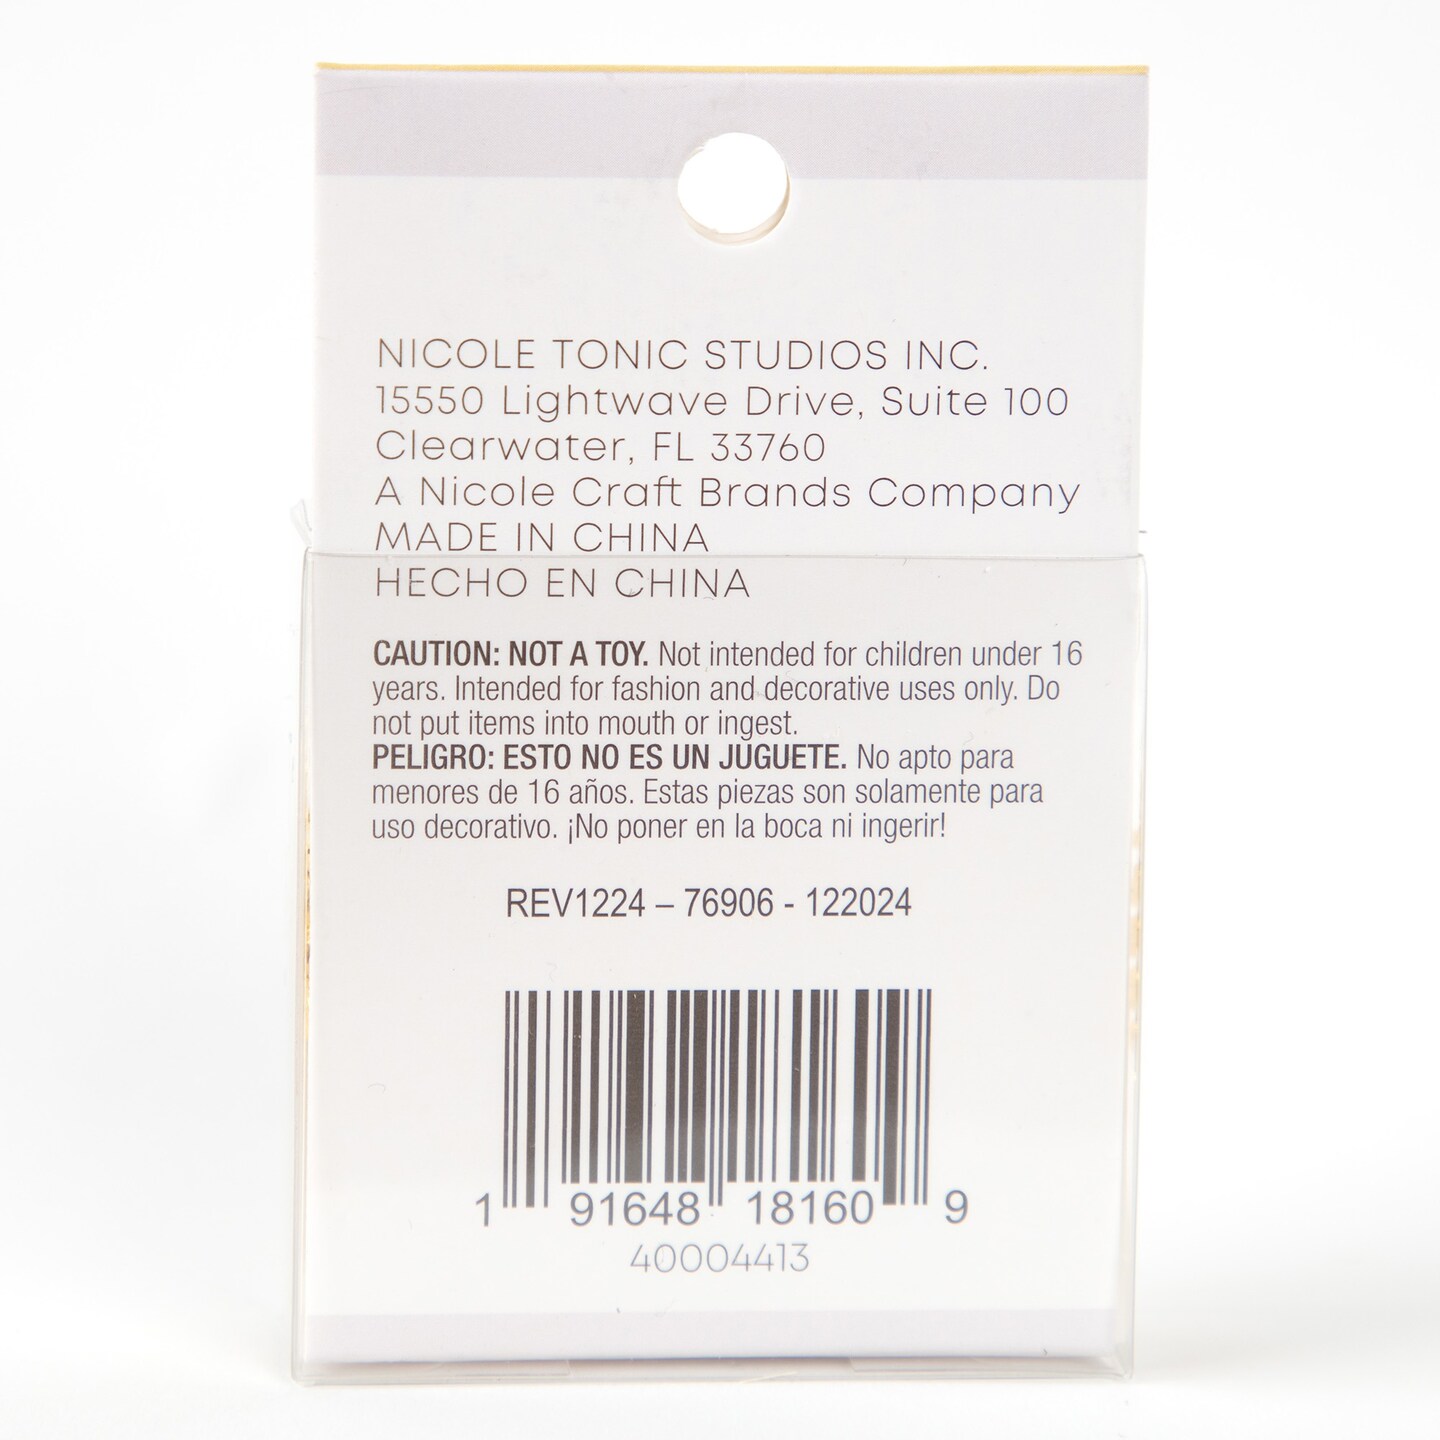 NICOLE TONIC STUDIOS INC.
15550 Lightwave Drive, Suite 100
Clearwater, FL 33760
A Nicole Craft Brands Company
MADE IN CHINA
HECHO EN CHINA
CAUTION: NOT A TOY. Not intended for children under 16
years. Intended for fashion and decorative uses only. Do
not put items into mouth or ingest.
PELIGRO: ESTO NO ES UN JUGUETE. No apto para
menores de 16 años. Estas piezas son solamente para
uso decorativo. ¡No poner en la boca ni ingerir!
REV1224 – 76906 - 122024
1 91648 18160 9
40004413